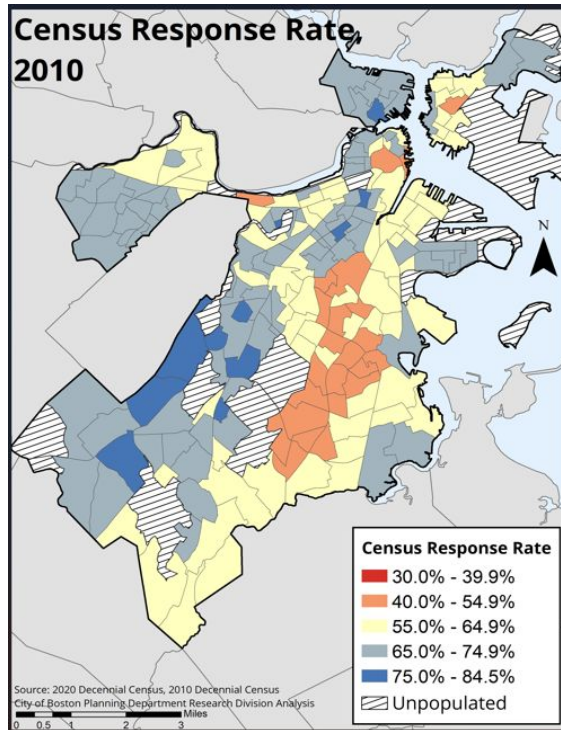 Census Response Rate,
2010
N
Census Response Rate
30.0% - 39.9%
40.0% - 54.9%
55.0% - 64.9%
65.0% - 74.9%
75.0% - 84.5%
Unpopulated
Source: 2020 Decennial Census, 2010 Decennial Census
City of Boston Planning Department Research Division Analysis
Miles
0 0.5 1 2 3